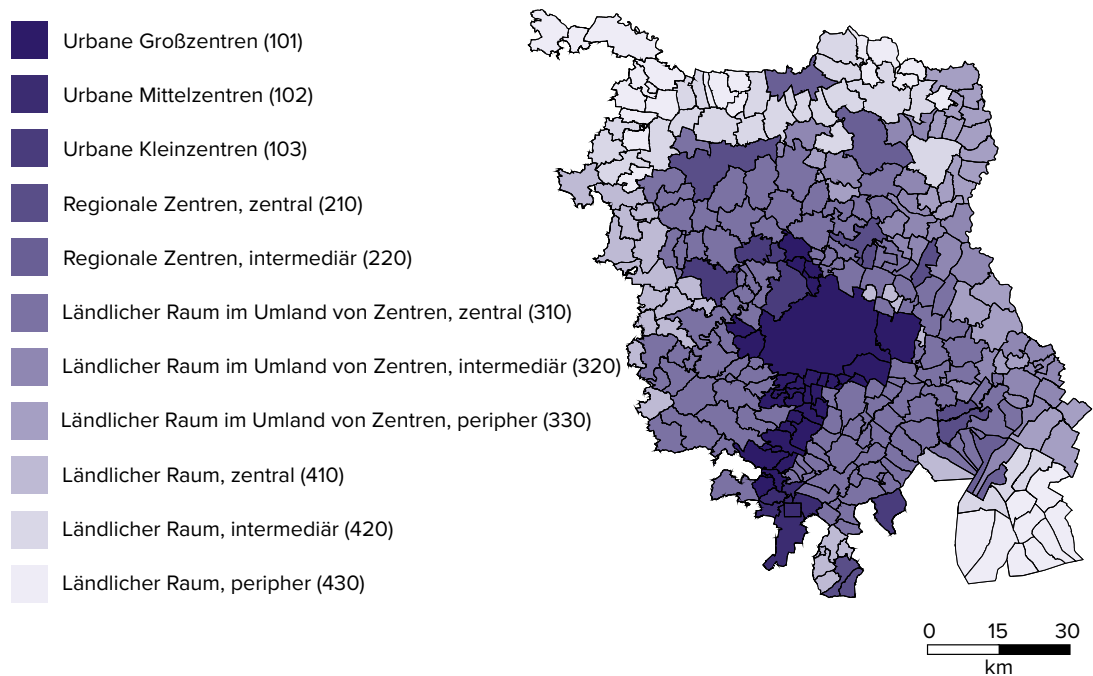 Urbane Großzentren (101)
Urbane Mittelzentren (102)
Urbane Kleinzentren (103)
Regionale Zentren, zentral (210)
Regionale Zentren, intermediär (220)
Ländlicher Raum im Umland von Zentren, zentral (310)
Ländlicher Raum im Umland von Zentren, intermediär (320)
Ländlicher Raum im Umland von Zentren, peripher (330)
Ländlicher Raum, zentral (410)
Ländlicher Raum, intermediär (420)
Ländlicher Raum, peripher (430)
0 15 30
km